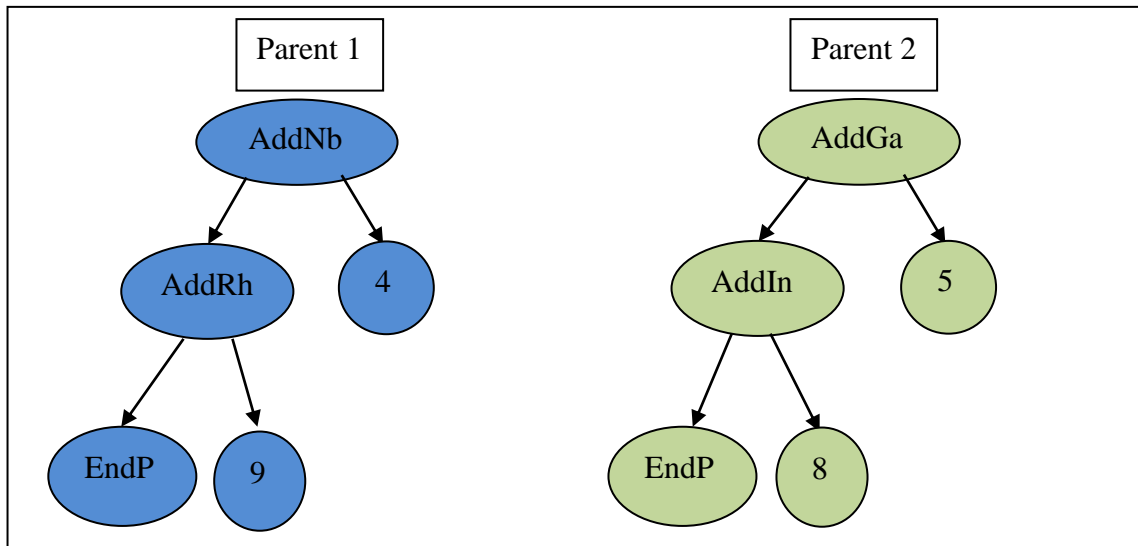 Parent 1
Parent 2
AddNb
AddGa
AddRh
4
AddIn
5
EndP
9
EndP
8